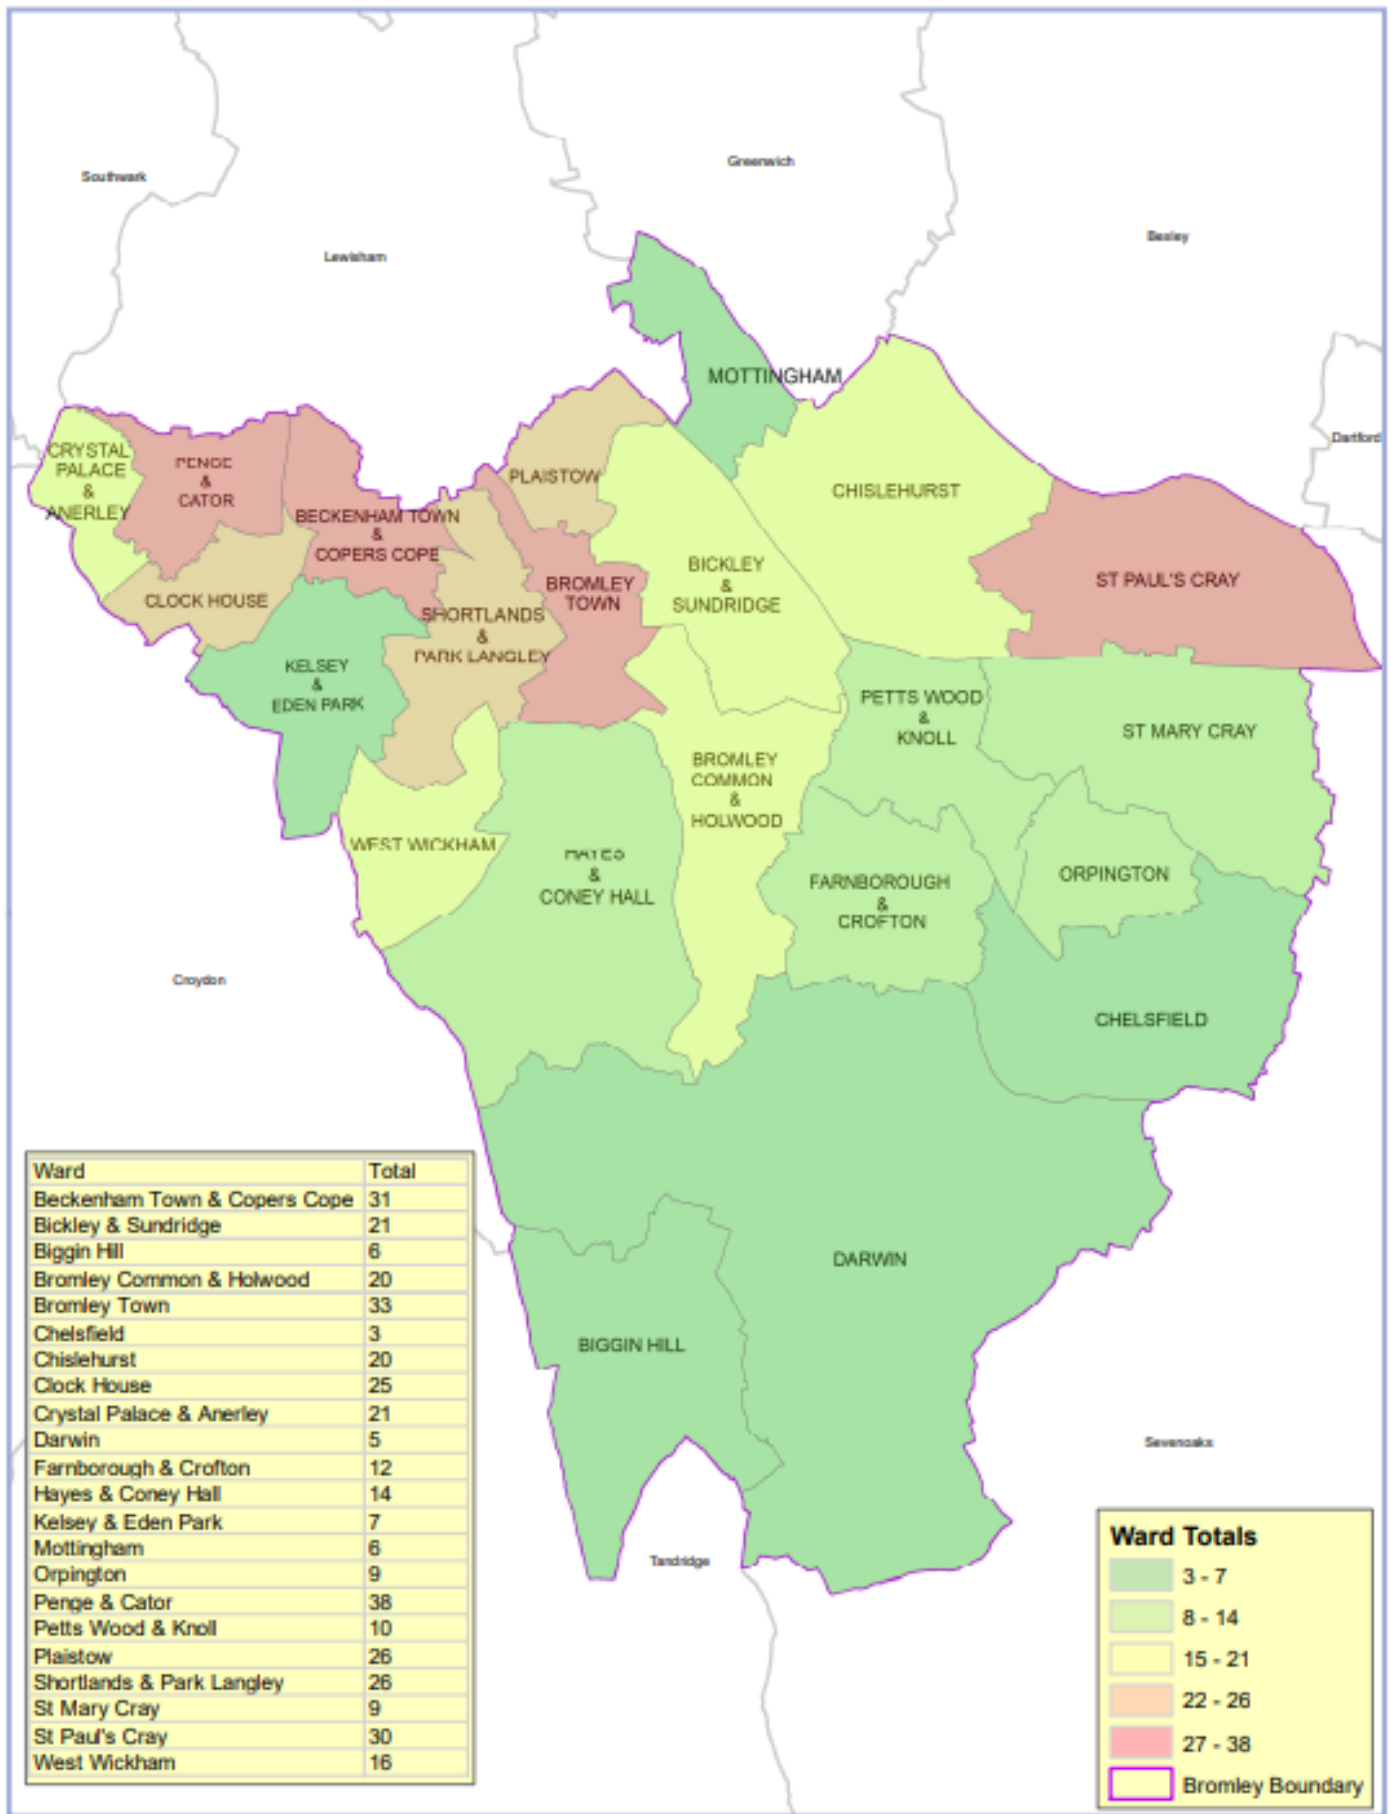 Southwark
Greenwich
Lewisham
Bexley
Dartford
MOTTINGHAM
CRYSTAL
PALACE
&
ANERLEY
PENGE
&
CATOR
BECKENHAM TOWN
&
COPERS COPE
PLAISTOW
CHISLEHURST
CLOCK HOUSE
SHORTLANDS
&
PARK LANGLEY
BROMLEY
TOWN
BICKLEY
&
SUNDRIDGE
ST PAUL'S CRAY
KELSEY
&
EDEN PARK
PETTS WOOD
&
KNOLL
ST MARY CRAY
BROMLEY
COMMON
&
HOLWOOD
WEST WICKHAM
HAYES
&
CONEY HALL
FARNBOROUGH
&
CROFTON
ORPINGTON
Croydon
CHELSFIELD
DARWIN
BIGGIN HILL
Sevenoaks
Tandridge
Ward Total
Beckenham Town & Copers Cope 31
Bickley & Sundridge 21
Biggin Hill 6
Bromley Common & Holwood 20
Bromley Town 33
Chelsfield 3
Chislehurst 20
Clock House 25
Crystal Palace & Anerley 21
Darwin 5
Farnborough & Crofton 12
Hayes & Coney Hall 14
Kelsey & Eden Park 7
Mottingham 6
Orpington 9
Penge & Cator 38
Petts Wood & Knoll 10
Plaistow 26
Shortlands & Park Langley 26
St Mary Cray 9
St Paul's Cray 30
West Wickham 16
Ward Totals
3 - 7
8 - 14
15 - 21
22 - 26
27 - 38
Bromley Boundary